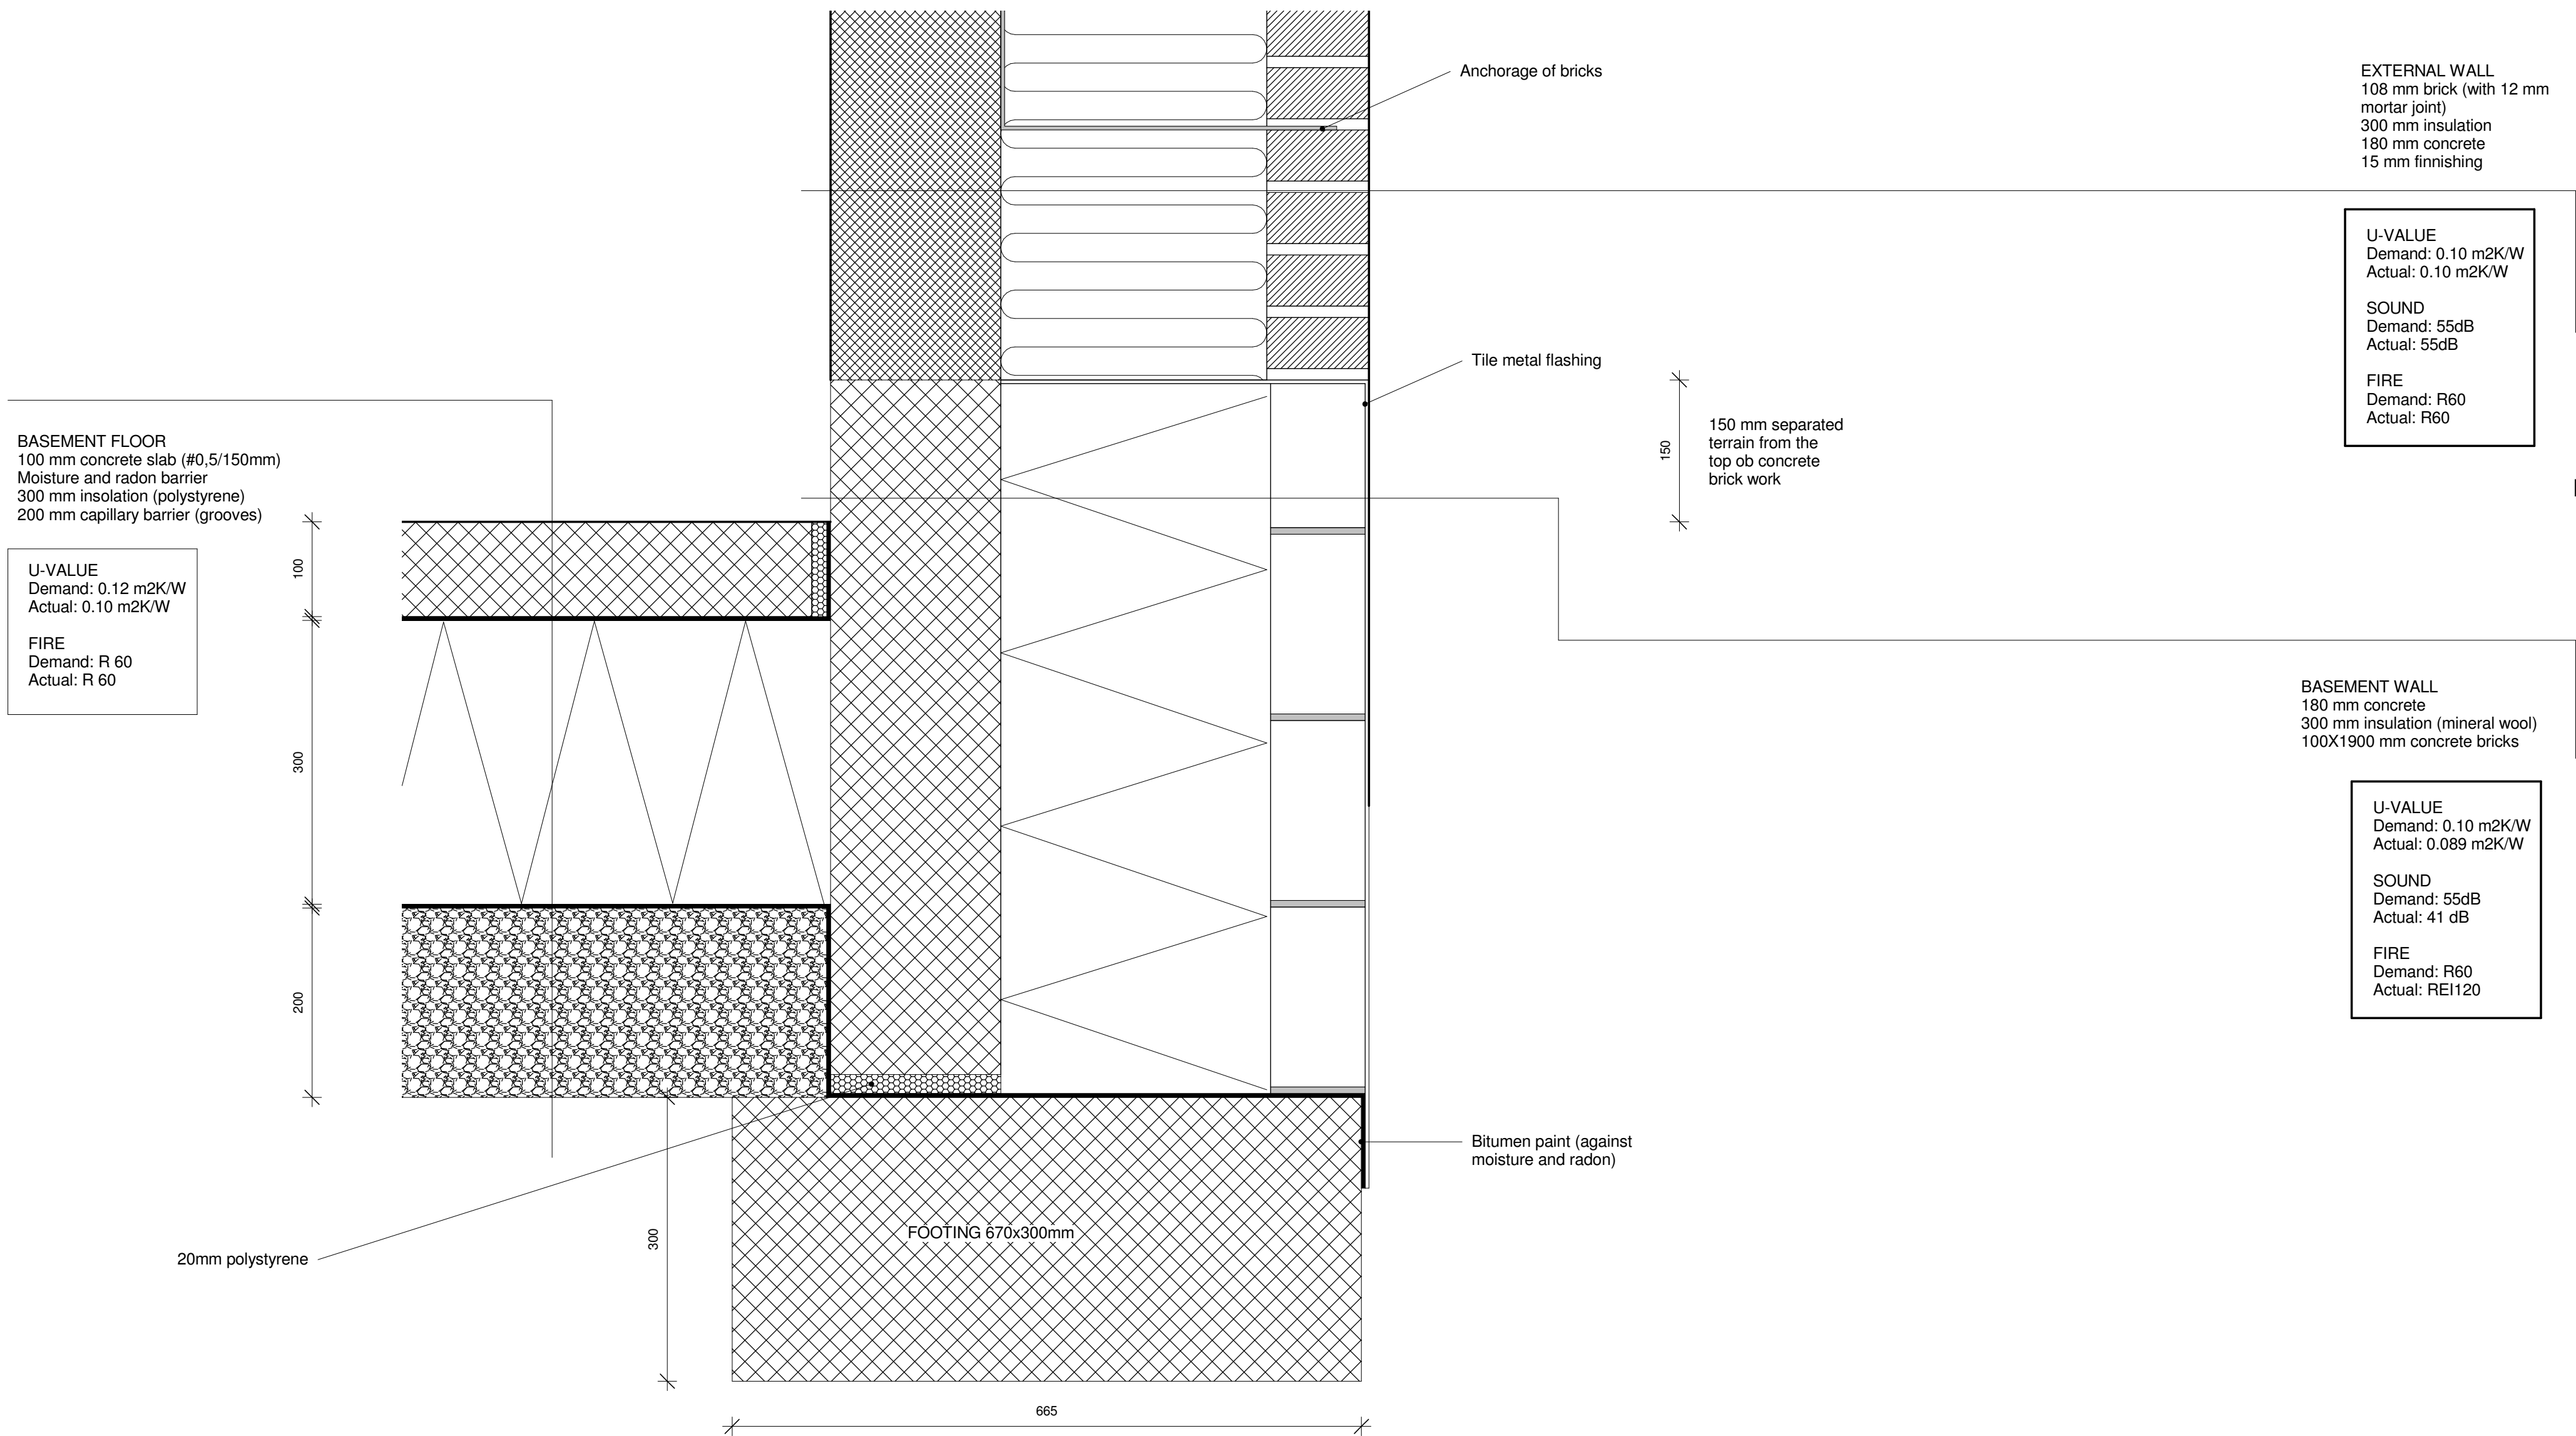 Anchorage of bricks
EXTERNAL WALL
108 mm brick (with 12 mm
mortar joint)
300 mm insulation
180 mm concrete
15 mm finnishing
U-VALUE
Demand: 0.10 m2K/W
Actual: 0.10 m2K/W
SOUND
Demand: 55dB
Actual: 55dB
FIRE
Demand: R60
Actual: R60
Tile metal flashing
150
150 mm separated
terrain from the
top ob concrete
brick work
BASEMENT FLOOR
100 mm concrete slab (#0,5/150mm)
Moisture and radon barrier
300 mm insolation (polystyrene)
200 mm capillary barrier (grooves)
U-VALUE
Demand: 0.12 m2K/W
Actual: 0.10 m2K/W
FIRE
Demand: R 60
Actual: R 60
100
300
200
BASEMENT WALL
180 mm concrete
300 mm insulation (mineral wool)
100X1900 mm concrete bricks
U-VALUE
Demand: 0.10 m2K/W
Actual: 0.089 m2K/W
SOUND
Demand: 55dB
Actual: 41 dB
FIRE
Demand: R60
Actual: REI120
Bitumen paint (against
moisture and radon)
FOOTING 670x300mm
300
20mm polystyrene
665